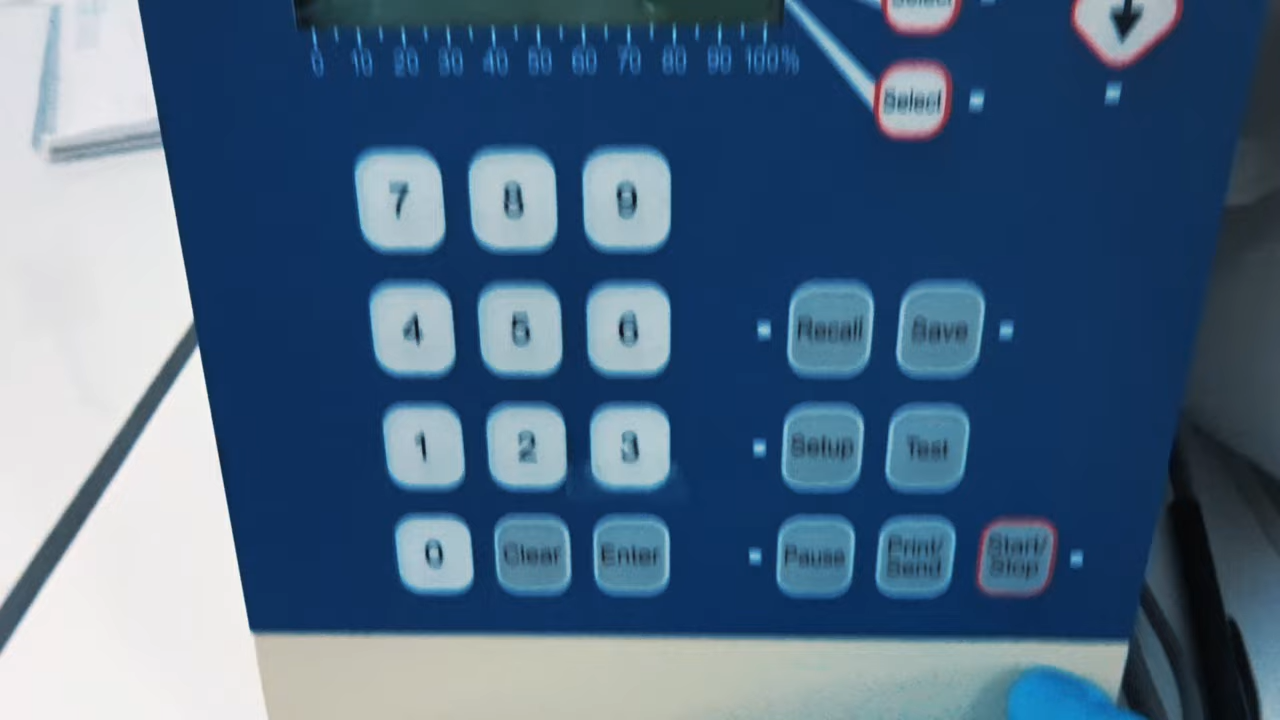 Select
0 10 20 30 40 50 60 70 80 90 100%
Select
7 8 9
4 5 6 Recall Save
1 2 3 Setup Test
0 Clear Enter Pause Print/
Send Start/
Stop